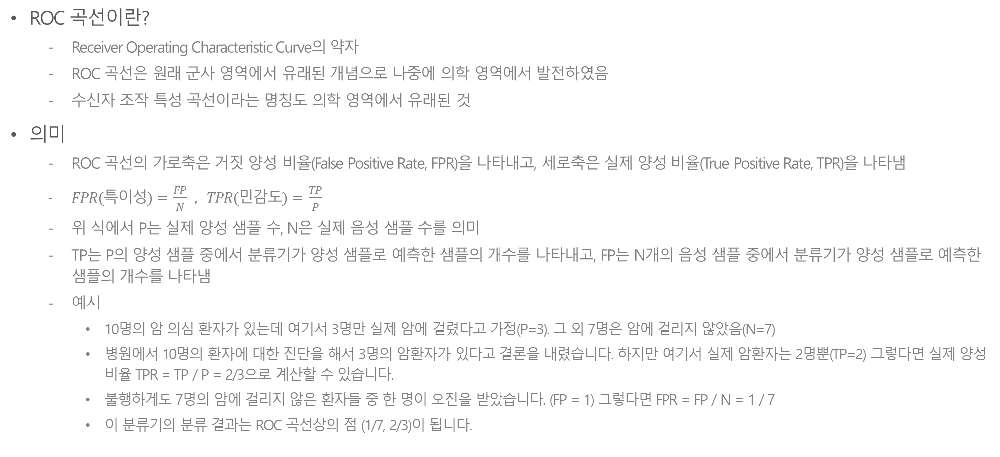 • ROC 곡선이란?
- Receiver Operating Characteristic Curve의 약자
- ROC 곡선은 원래 군사 영역에서 유래된 개념으로 나중에 의학 영역에서 발전하였음
- 수신자 조작 특성 곡선이라는 명칭도 의학 영역에서 유래된 것
• 의미
- ROC 곡선의 가로축은 거짓 양성 비율(False Positive Rate, FPR)을 나타내고, 세로축은 실제 양성 비율(True Positive Rate, TPR)을 나타냄
- FPR(특이성) = FP/N , TPR(민감도) = TP/P
- 위 식에서 P는 실제 양성 샘플 수, N은 실제 음성 샘플 수를 의미
- TP는 P의 양성 샘플 중에서 분류기가 양성 샘플로 예측한 샘플의 개수를 나타내고, FP는 N개의 음성 샘플 중에서 분류기가 양성 샘플로 예측한
샘플의 개수를 나타냄
- 예시
• 10명의 암 의심 환자가 있는데 여기서 3명만 실제 암에 걸렸다고 가정(P=3). 그 외 7명은 암에 걸리지 않았음(N=7)
• 병원에서 10명의 환자에 대한 진단을 해서 3명의 암환자가 있다고 결론을 내렸습니다. 하지만 여기서 실제 암환자는 2명뿐(TP=2) 그렇다면 실제 양성
비율 TPR = TP / P = 2/3으로 계산할 수 있습니다.
• 불행하게도 7명의 암에 걸리지 않은 환자들 중 한 명이 오진을 받았습니다. (FP = 1) 그렇다면 FPR = FP / N = 1 / 7
• 이 분류기의 분류 결과는 ROC 곡선상의 점 (1/7, 2/3)이 됩니다.